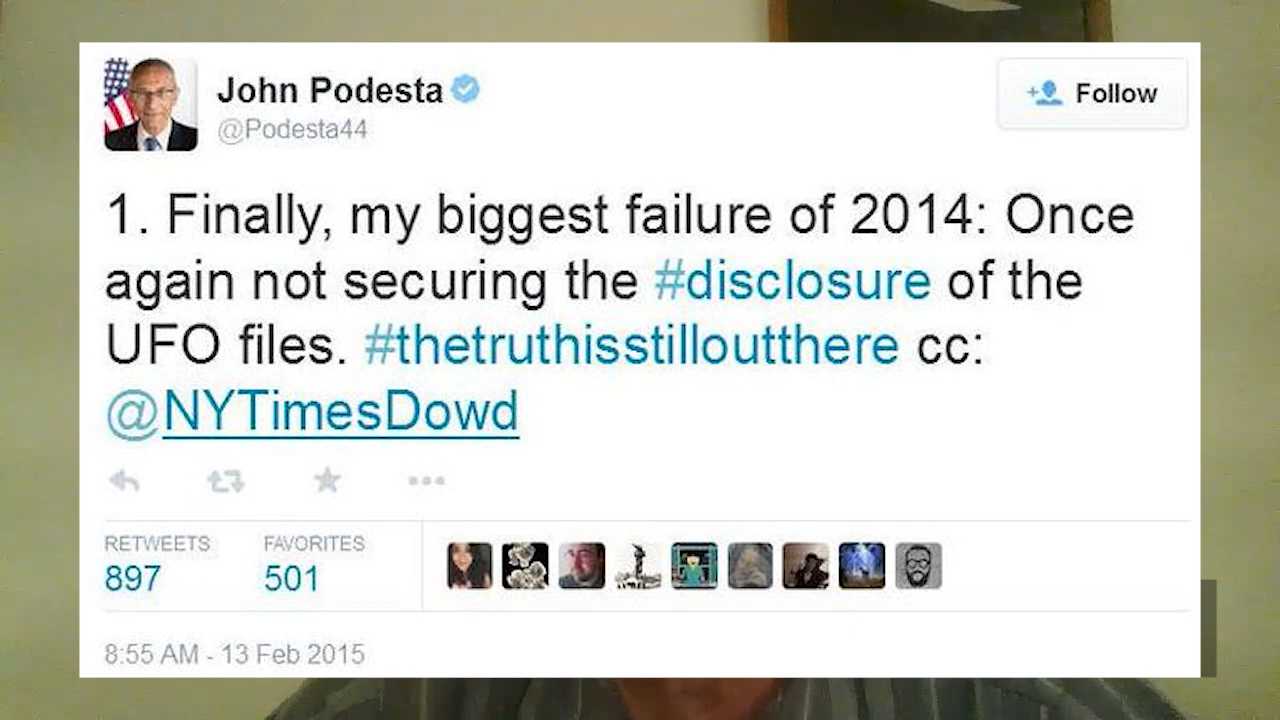 John Podesta
@Podesta44
Follow
1. Finally, my biggest failure of 2014: Once
again not securing the #disclosure of the
UFO files. #thetruthisstilloutthere cc:
@NYTimesDowd
RETWEETS FAVORITES
897 501
8:55 AM - 13 Feb 2015